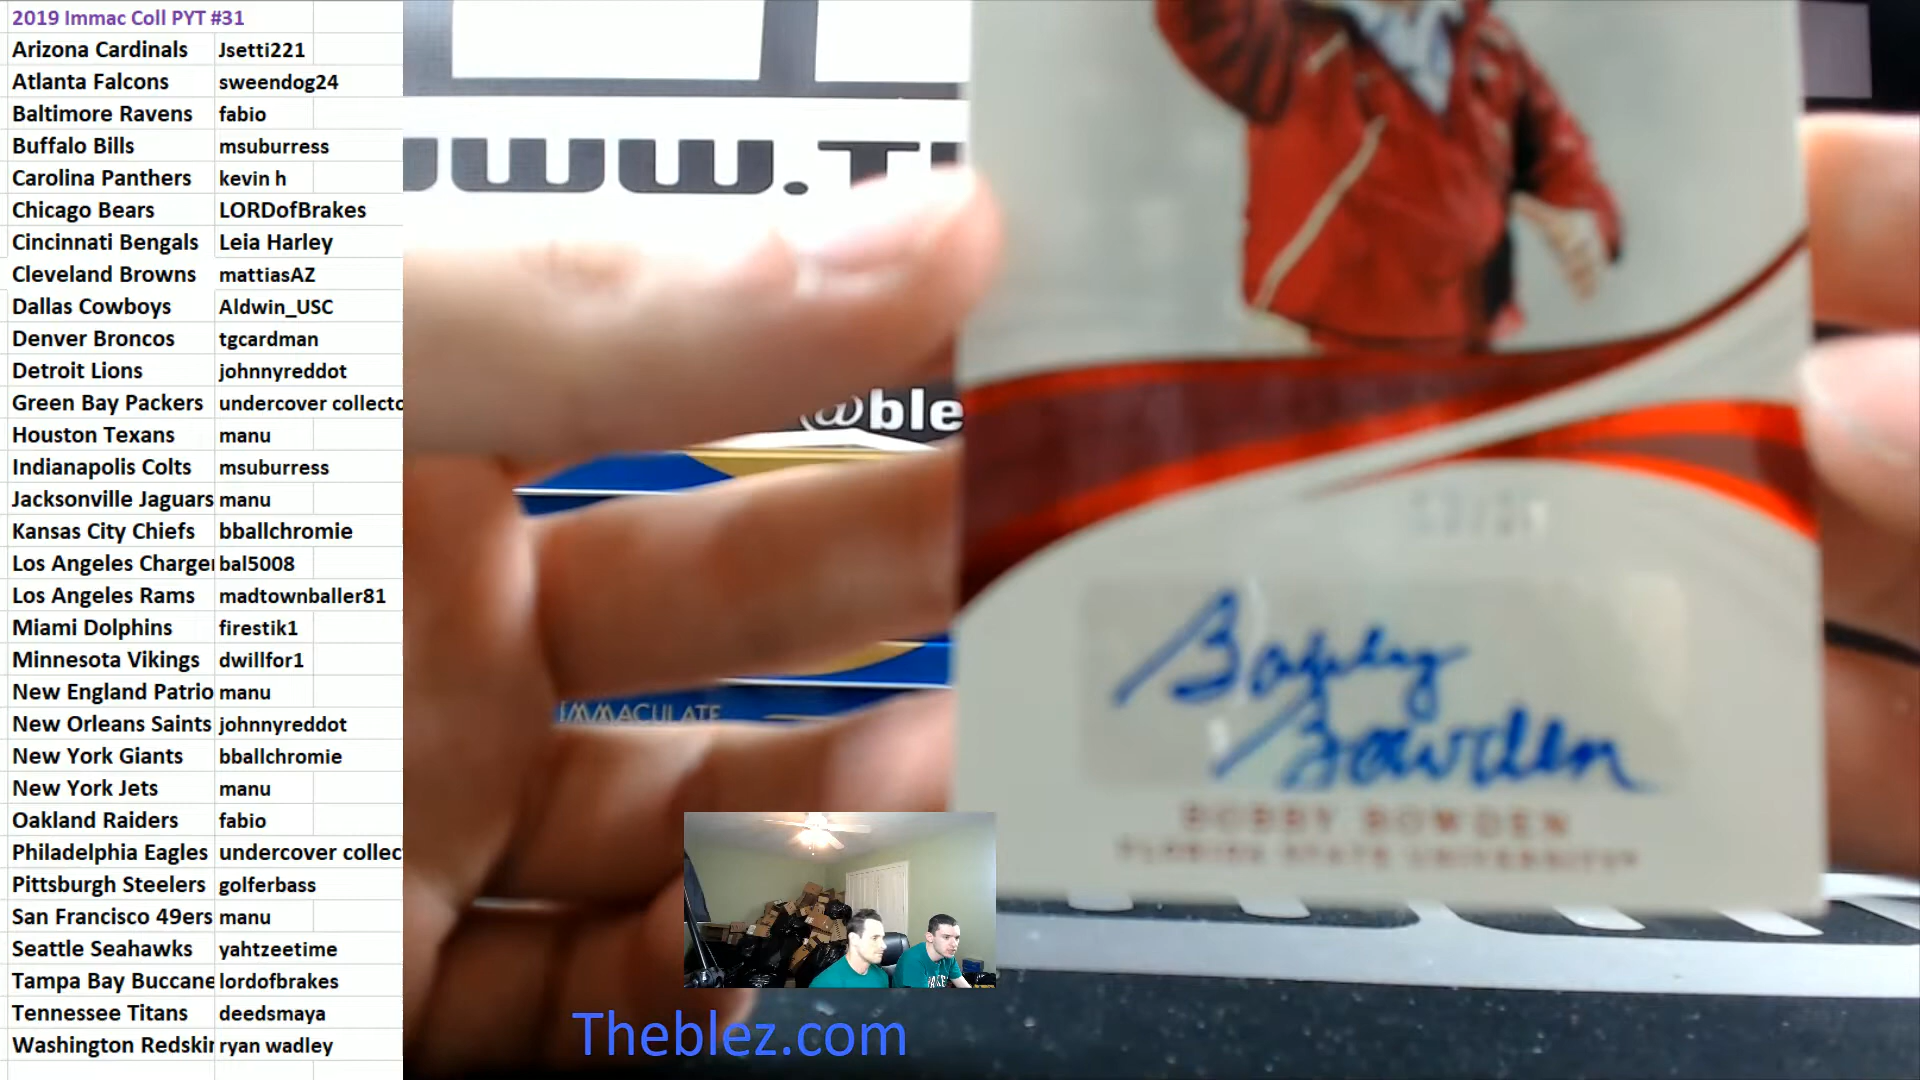 2019 Immac Coll PYT #31
Arizona Cardinals Jsetti221
Atlanta Falcons sweendog24
Baltimore Ravens fabio
Buffalo Bills msuburress
Carolina Panthers kevin h
Chicago Bears LORDofBrakes
Cincinnati Bengals Leia Harley
Cleveland Browns mattiasAZ
Dallas Cowboys Aldwin_USC
Denver Broncos tgcardman
Detroit Lions johnnyreddot
Green Bay Packers undercover collecto
Houston Texans manu
Indianapolis Colts msuburress
Jacksonville Jaguars manu
Kansas City Chiefs bballchromie
Los Angeles Charger bal5008
Los Angeles Rams madtownballer81
Miami Dolphins firestik1
Minnesota Vikings dwillfor1
New England Patrio manu
New Orleans Saints johnnyreddot
New York Giants bballchromie
New York Jets manu
Oakland Raiders fabio
Philadelphia Eagles undercover collec
Pittsburgh Steelers golferbass
San Francisco 49ers manu
Seattle Seahawks yahtzeetime
Tampa Bay Buccane lordofbrakes
Tennessee Titans deedsmaya
Washington Redskin ryan wadley
www.T
@ble
IMMACULATE
Bobby
Bowden
BOBBY BOWDEN
FLORIDA STATE UNIVERSITY
Theblez.com